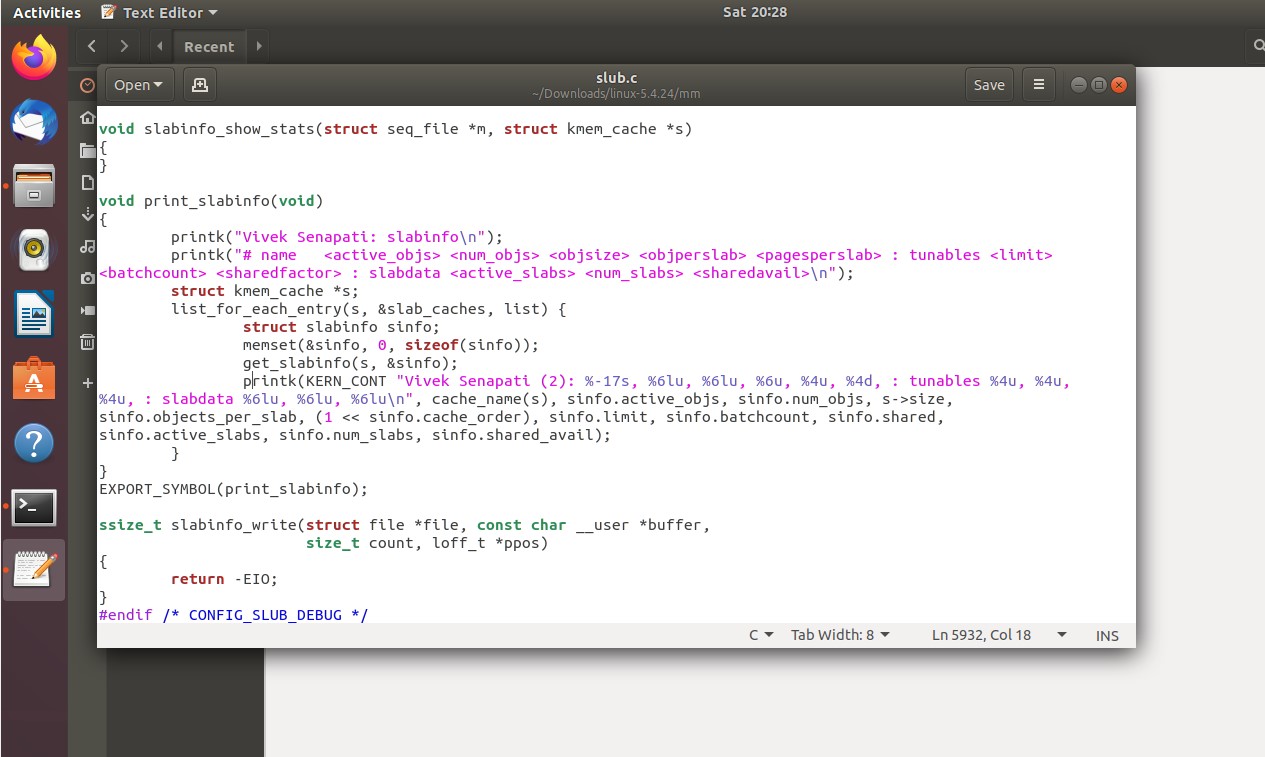 Activities Text Editor Sat 20:28
Recent
Open slub.c Save
~/Downloads/linux-5.4.24/mm
void slabinfo_show_stats(struct seq_file *m, struct kmem_cache *s)
{
}
void print_slabinfo(void)
{
printk("Vivek Senapati: slabinfo\n");
printk("# name   <active_objs> <num_objs> <objsize> <objperslab> <pagesperslab> : tunables <limit>
<batchcount> <sharedfactor> : slabdata <active_slabs> <num_slabs> <sharedavail>\n");
struct kmem_cache *s;
list_for_each_entry(s, &slab_caches, list) {
struct slabinfo sinfo;
memset(&sinfo, 0, sizeof(sinfo));
get_slabinfo(s, &sinfo);
printk(KERN_CONT "Vivek Senapati (2): %-17s, %6lu, %6lu, %6u, %4u, %4d, : tunables %4u, %4u,
%4u, : slabdata %6lu, %6lu, %6lu\n", cache_name(s), sinfo.active_objs, sinfo.num_objs, s->size,
sinfo.objects_per_slab, (1 << sinfo.cache_order), sinfo.limit, sinfo.batchcount, sinfo.shared,
sinfo.active_slabs, sinfo.num_slabs, sinfo.shared_avail);
}
}
EXPORT_SYMBOL(print_slabinfo);
ssize_t slabinfo_write(struct file *file, const char __user *buffer,
size_t count, loff_t *ppos)
{
return -EIO;
}
#endif /* CONFIG_SLUB_DEBUG */
C Tab Width: 8 Ln 5932, Col 18 INS